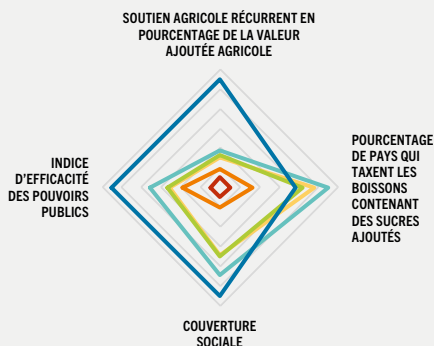 SOUTIEN AGRICOLE RÉCURRENT EN
POURCENTAGE DE LA VALEUR
AJOUTÉE AGRICOLE
INDICE
D'EFFICACITÉ
DES POUVOIRS
PUBLICS
POURCENTAGE
DE PAYS QUI
TAXENT LES
BOISSONS
CONTENANT
DES SUCRES
AJOUTÉS
COUVERTURE
SOCIALE